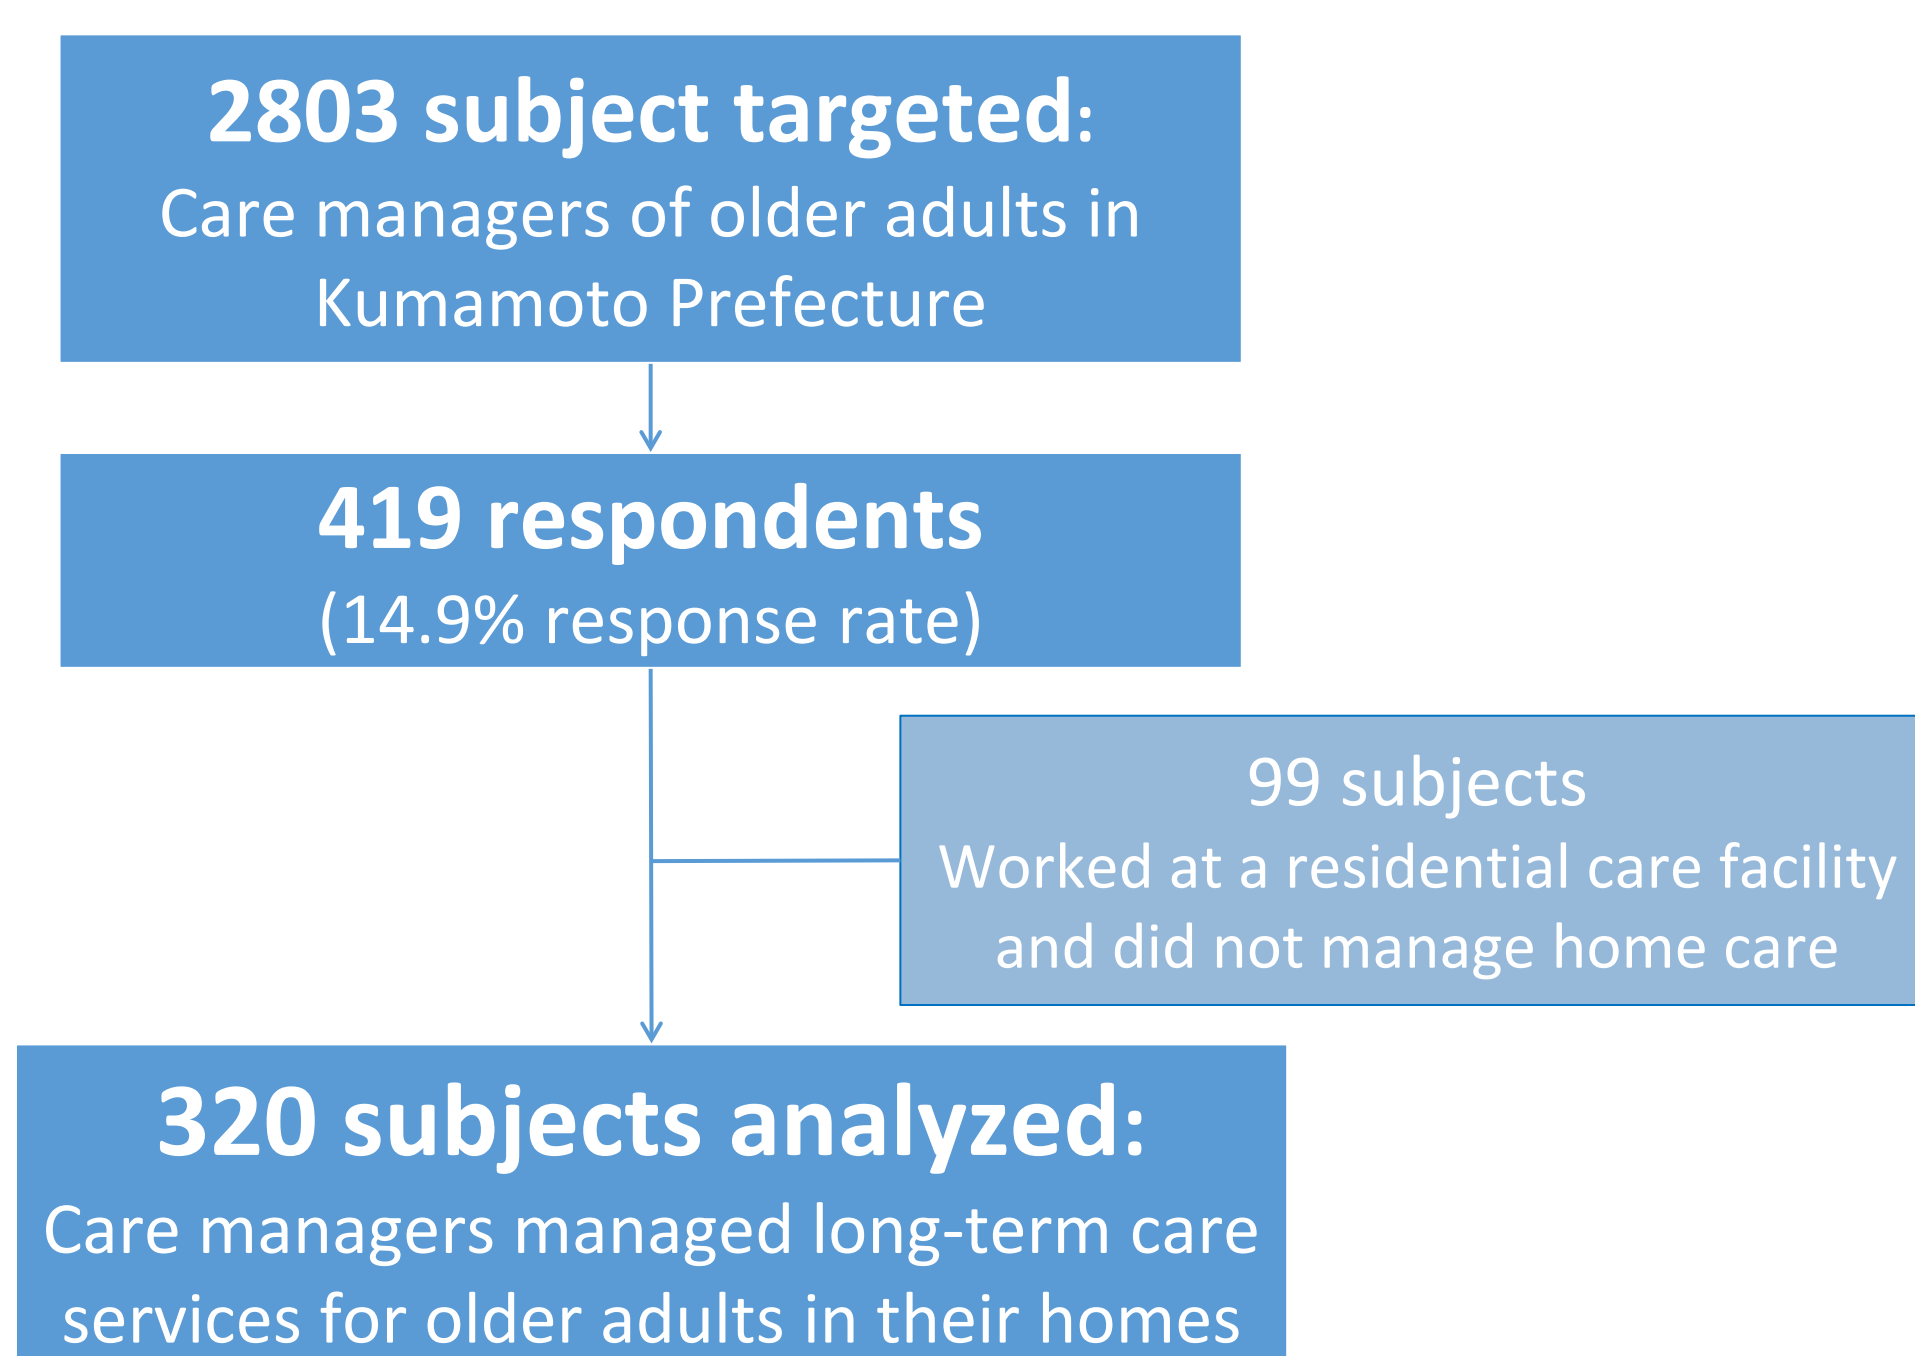 2803 subject targeted:
Care managers of older adults in
Kumamoto Prefecture
419 respondents
(14.9% response rate)
99 subjects
Worked at a residential care facility
and did not manage home care
320 subjects analyzed:
Care managers managed long-term care
services for older adults in their homes